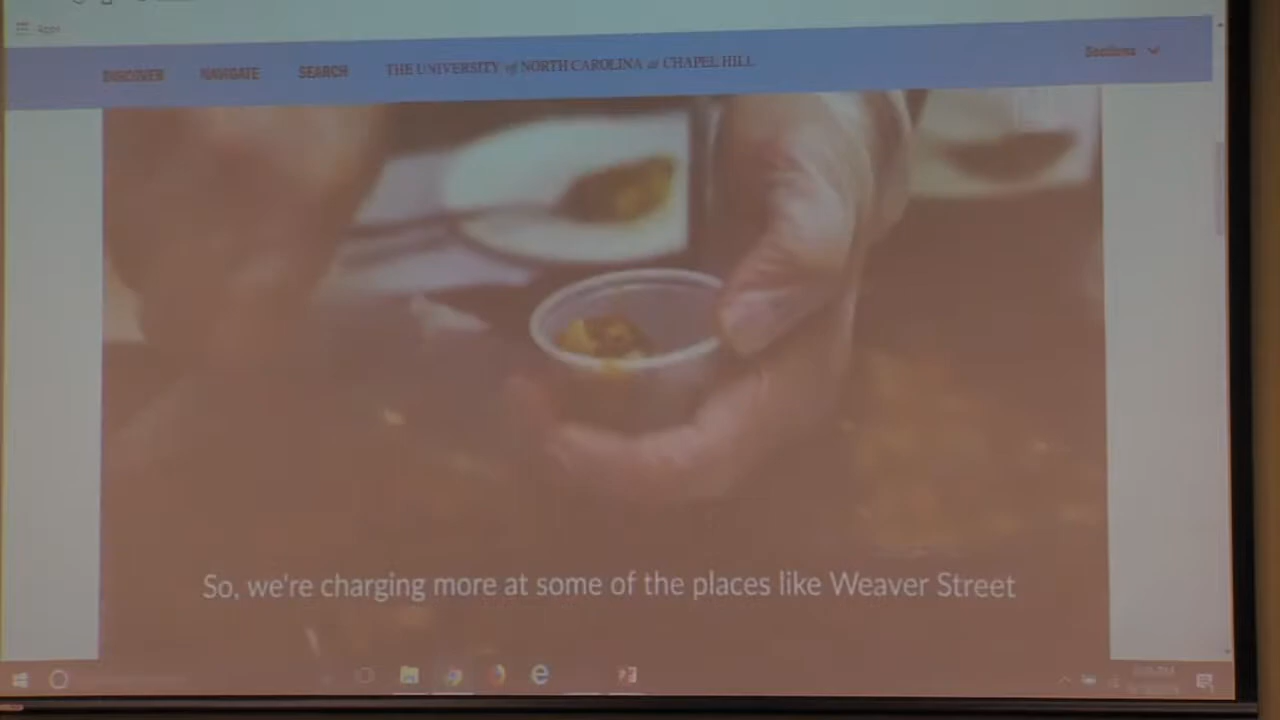 Apps
DISCOVER NAVIGATE SEARCH THE UNIVERSITY of NORTH CAROLINA at CHAPEL HILL Sections
So, we're charging more at some of the places like Weaver Street